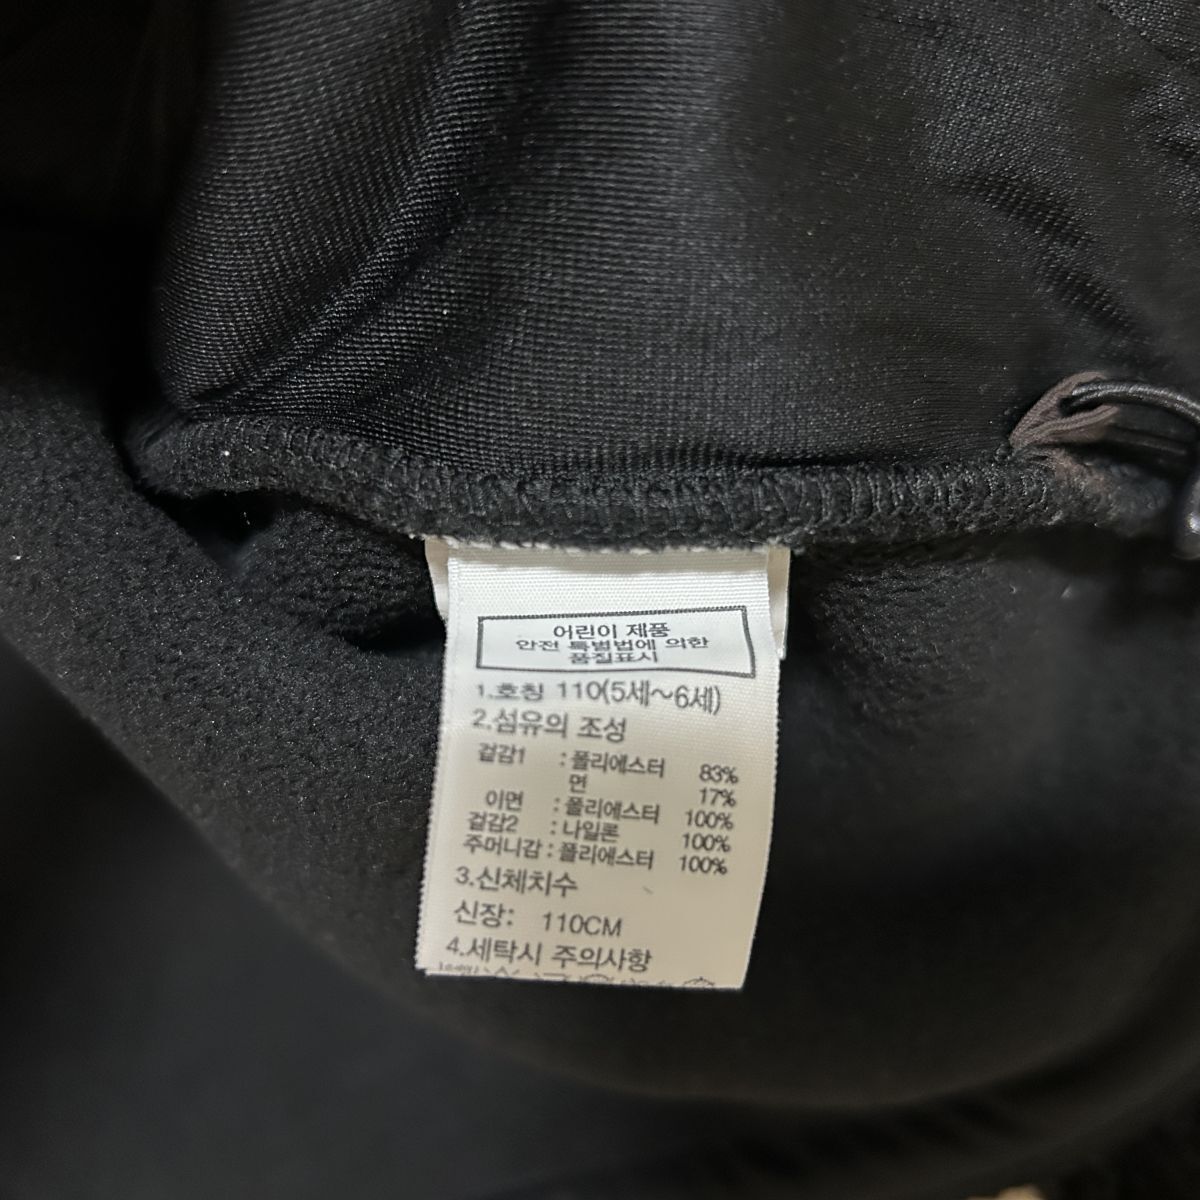 어린이 제품
안전 특별법에 의한
품질표시
1.호칭 110(5세~6세)
2.섬유의 조성
겉감1 : 폴리에스터 83%
면 17%
이면 : 폴리에스터 100%
겉감2 : 나일론 100%
주머니감 : 폴리에스터 100%
3.신체치수
신장: 110CM
4.세탁시 주의사항